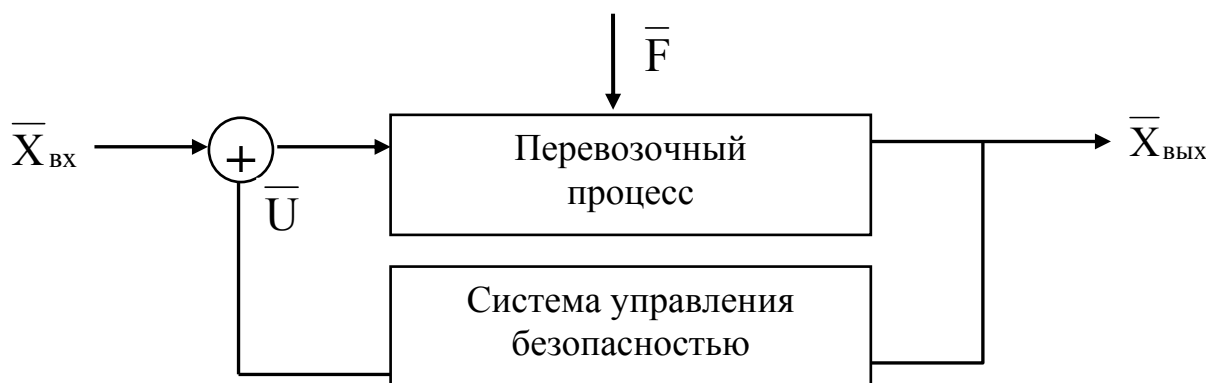 F̅
X̅вх
+
Перевозочный
процесс
X̅вых
U̅
Система управления
безопасностью